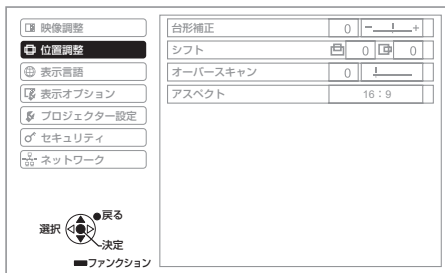 映像調整
位置調整
表示言語
表示オプション
プロジェクター設定
セキュリティ
ネットワーク
台形補正 0 - +
シフト 0 0
オーバースキャン 0
アスペクト 16：9
戻る
選択
決定
ファンクション